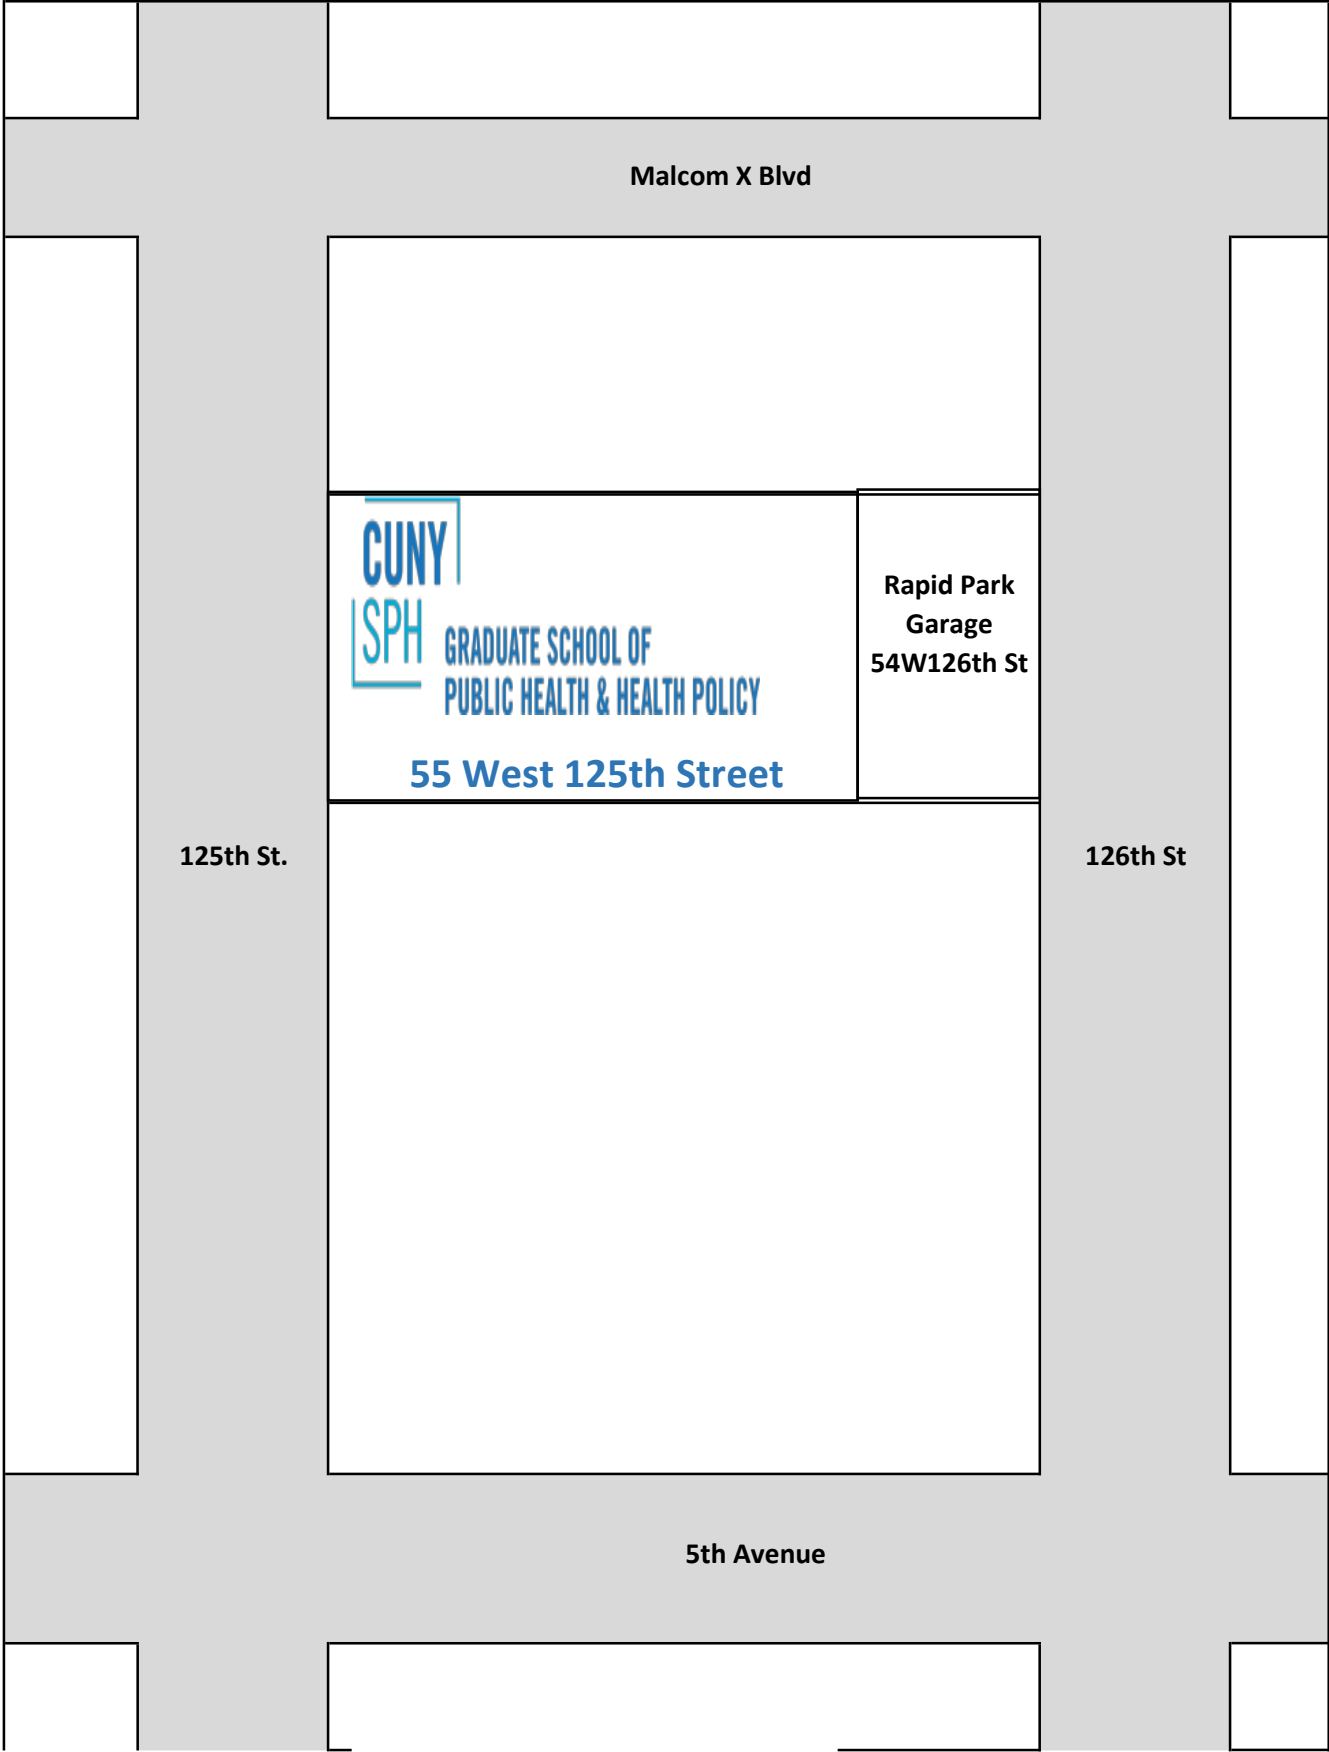 Malcom X Blvd
CUNY
SPH
GRADUATE SCHOOL OF
PUBLIC HEALTH & HEALTH POLICY
55 West 125th Street
Rapid Park
Garage
54W126th St
125th St.
126th St
5th Avenue